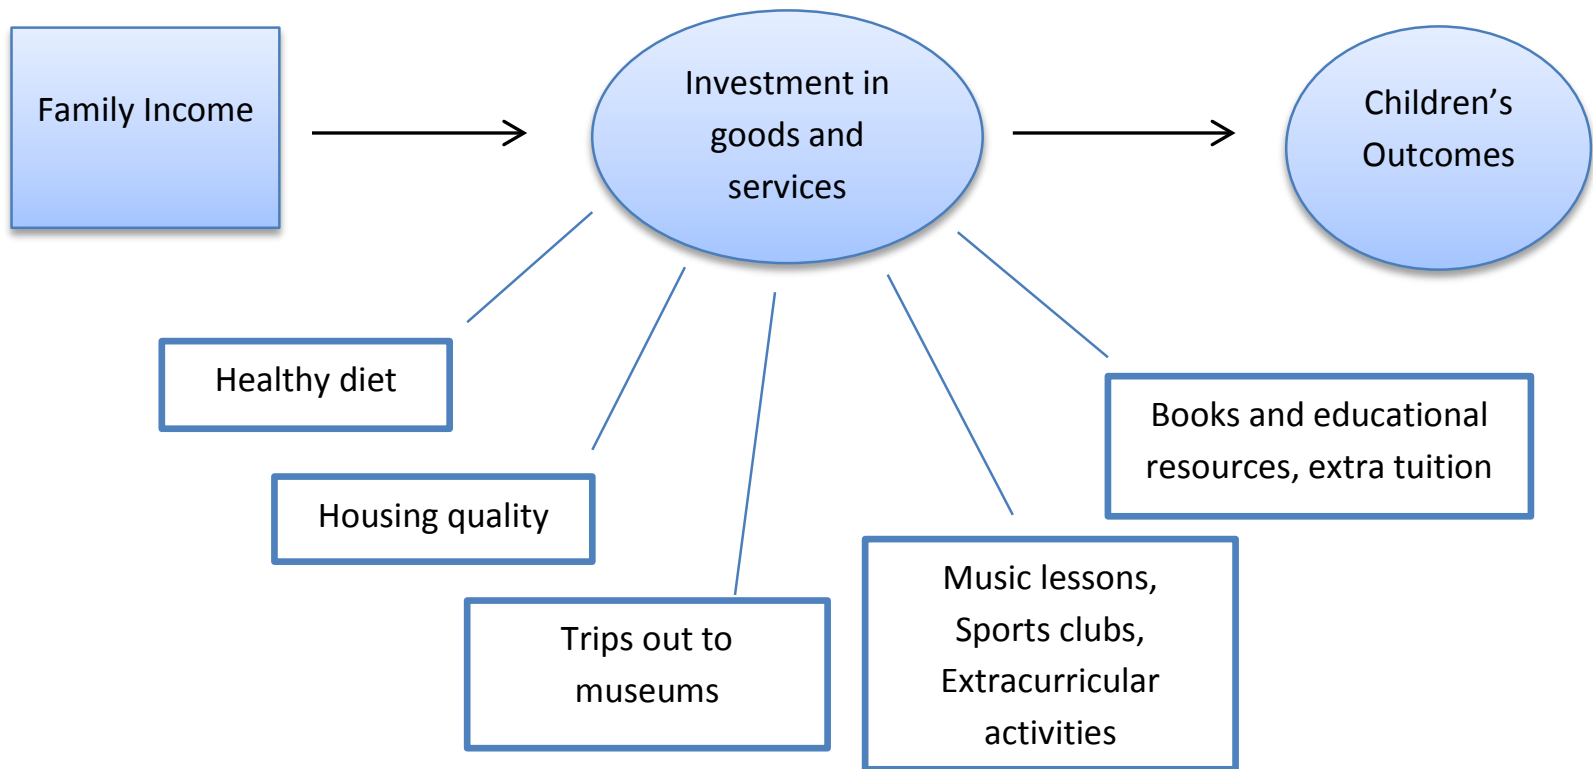 Family Income
Investment in
goods and
services
Children’s
Outcomes
Healthy diet
Housing quality
Trips out to
museums
Music lessons,
Sports clubs,
Extracurricular
activities
Books and educational
resources, extra tuition